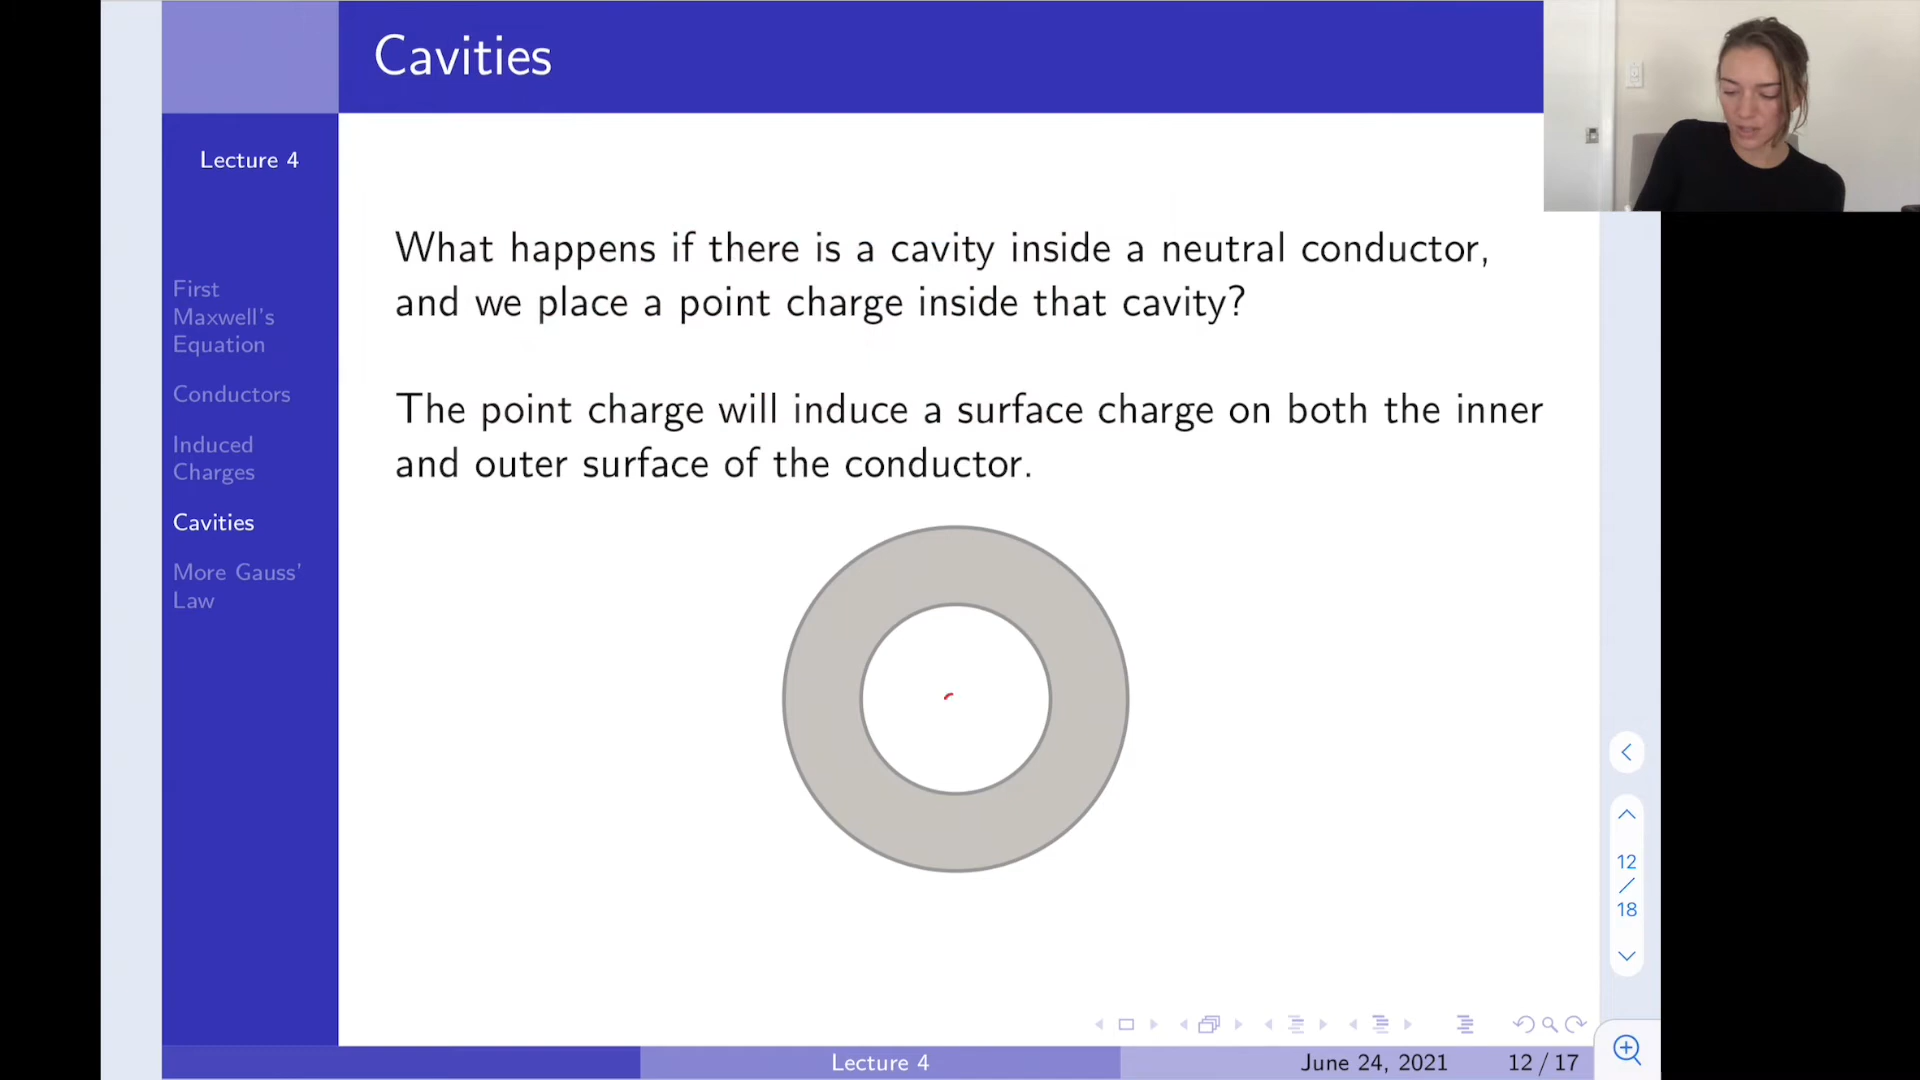 Cavities
Lecture 4
First
Maxwell's
Equation
Conductors
Induced
Charges
Cavities
More Gauss'
Law
What happens if there is a cavity inside a neutral conductor,
and we place a point charge inside that cavity?
The point charge will induce a surface charge on both the inner
and outer surface of the conductor.
12
/
18
Lecture 4
June 24, 2021
12 / 17